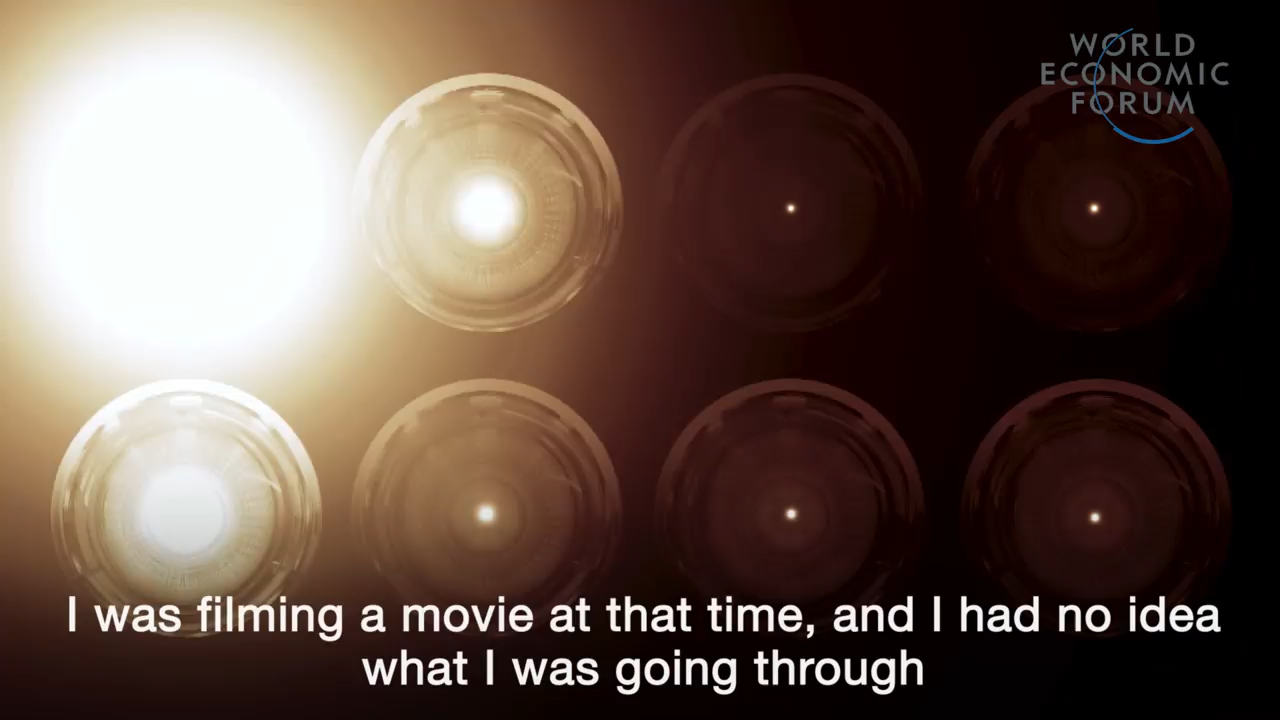 WORLD
ECONOMIC
FORUM
I was filming a movie at that time, and I had no idea
what I was going through